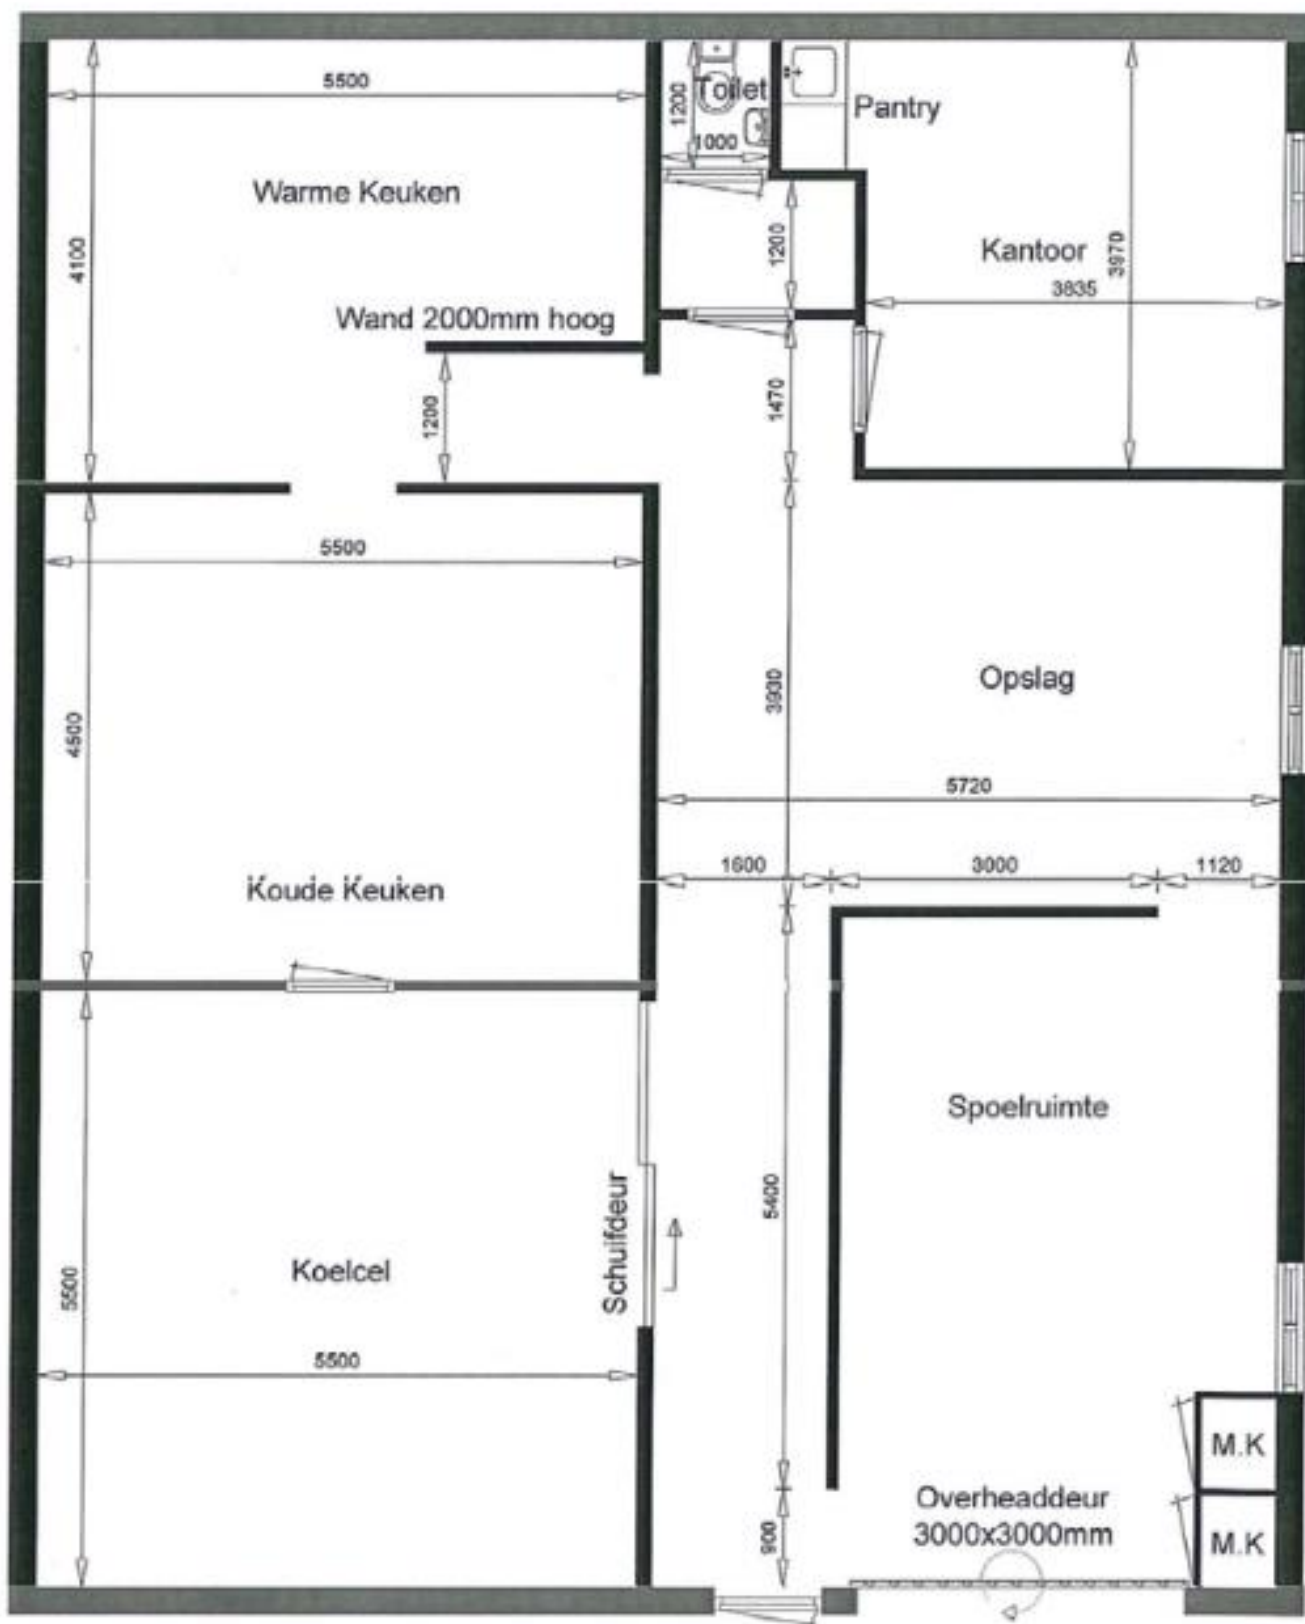 5500
Toilet
1200
1000
Pantry
Warme Keuken
4100
1200
Kantoor
3970
3835
Wand 2000mm hoog
1200
1470
5500
4500
3930
Opslag
5720
1600
3000
1120
Koude Keuken
Spoelruimte
5400
Schuifdeur
Koelcel
5500
5500
M.K
Overheaddeur
3000x3000mm
900
M.K